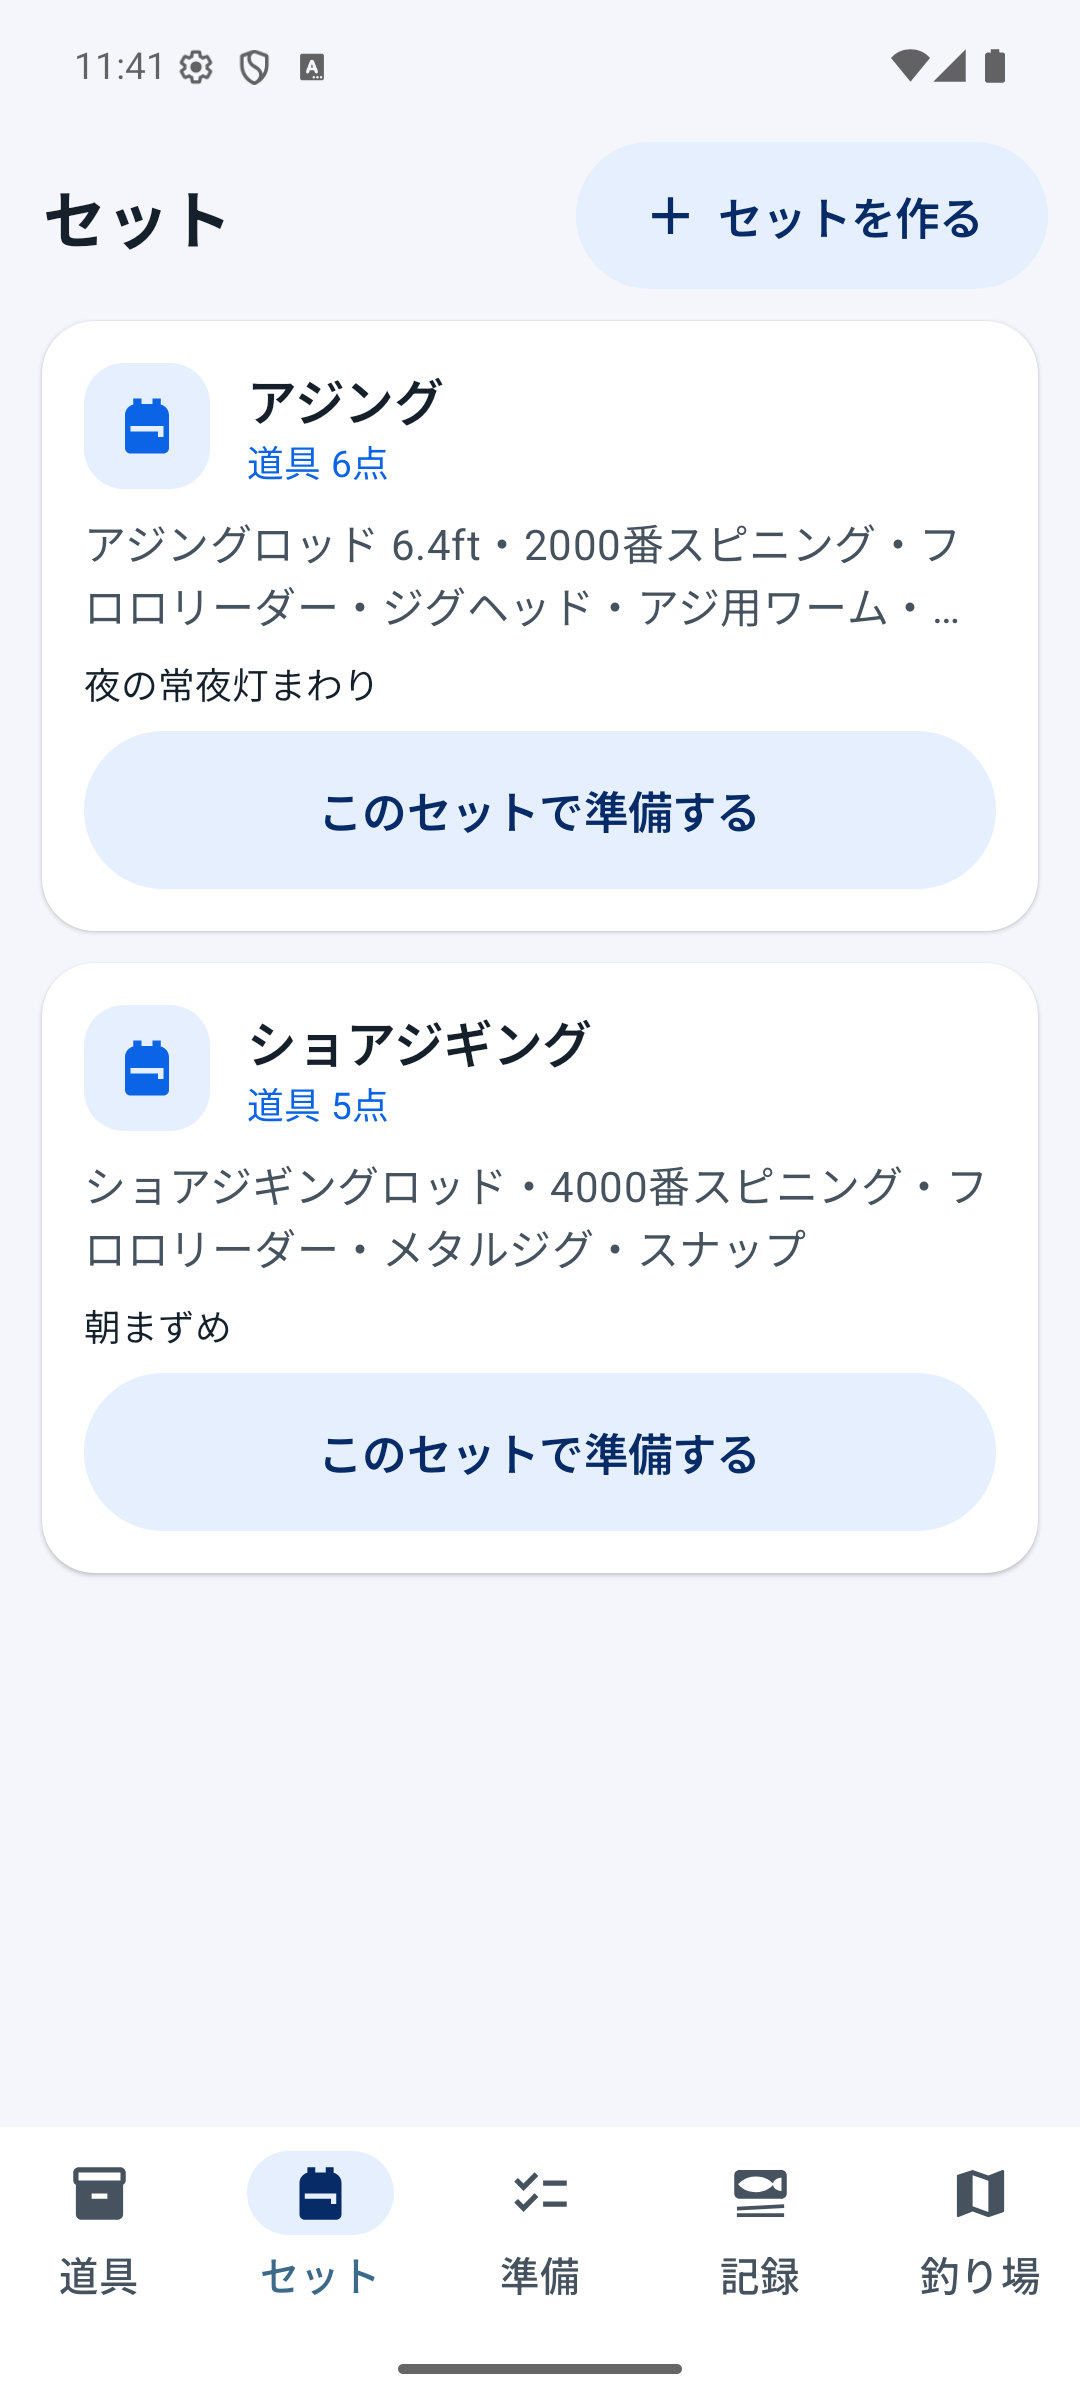 11:41
セット
+ セットを作る
アジング
道具 6点
アジングロッド 6.4ft・2000番スピニング・フ
ロロリーダー・ジグヘッド・アジ用ワーム・…
夜の常夜灯まわり
このセットで準備する
ショアジギング
道具 5点
ショアジギングロッド・4000番スピニング・フ
ロロリーダー・メタルジグ・スナップ
朝まずめ
このセットで準備する
道具
セット
準備
記録
釣り場